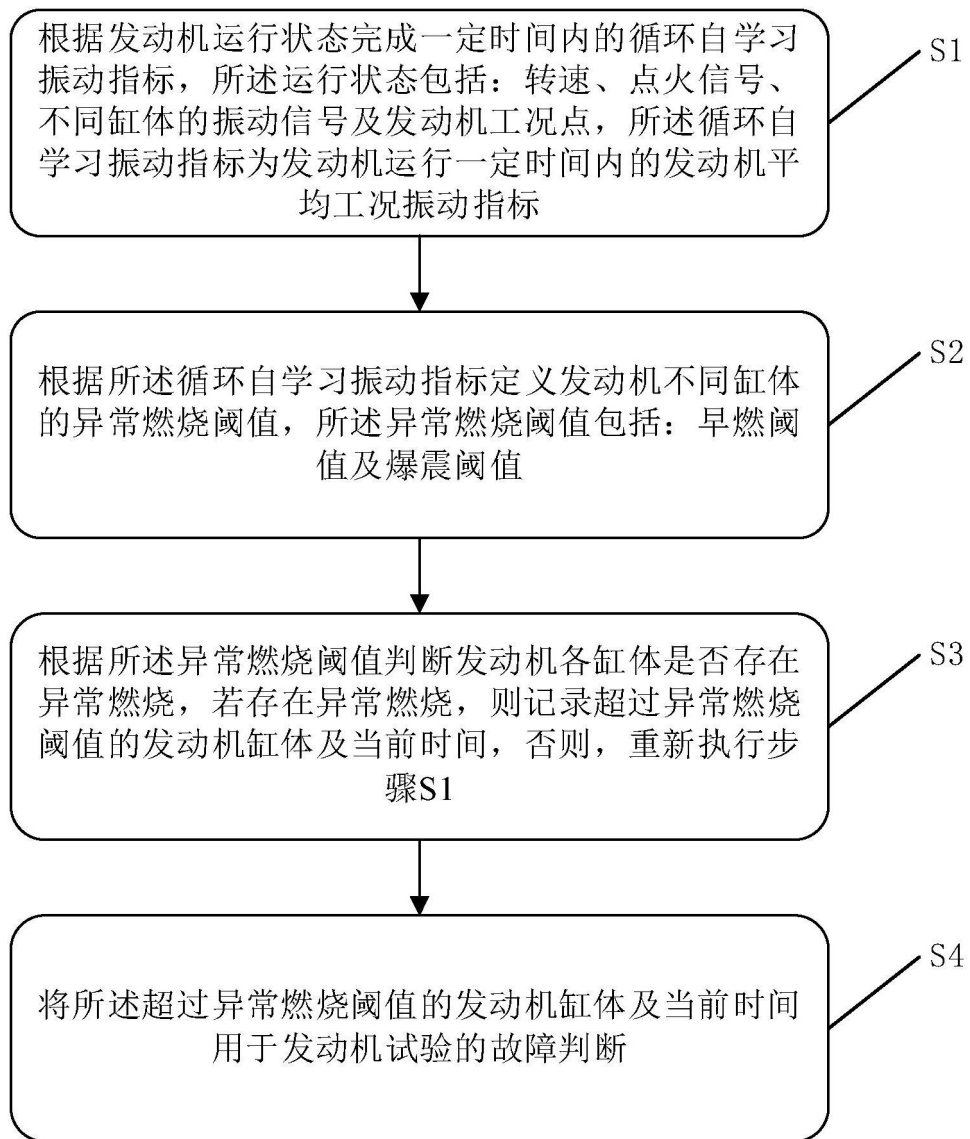 根据发动机运行状态完成一定时间内的循环自学习
振动指标，所述运行状态包括：转速、点火信号、
不同缸体的振动信号及发动机工况点，所述循环自
学习振动指标为发动机运行一定时间内的发动机平
均工况振动指标
S1
根据所述循环自学习振动指标定义发动机不同缸体
的异常燃烧阈值，所述异常燃烧阈值包括：早燃阈
值及爆震阈值
S2
根据所述异常燃烧阈值判断发动机各缸体是否存在
异常燃烧，若存在异常燃烧，则记录超过异常燃烧
阈值的发动机缸体及当前时间，否则，重新执行步
骤S1
S3
将所述超过异常燃烧阈值的发动机缸体及当前时间
用于发动机试验的故障判断
S4